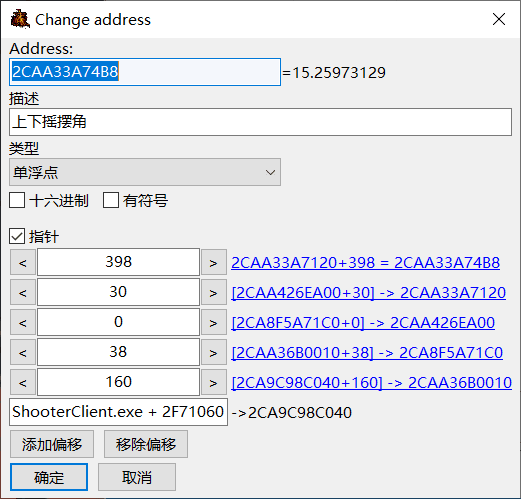 Change address
Address:
2CAA33A74B8 =15.25973129
描述
上下摇摆角
类型
单浮点
十六进制 有符号
指针
< 398 > 2CAA33A7120+398 = 2CAA33A74B8
< 30 > [2CAA426EA00+30] -> 2CAA33A7120
< 0 > [2CA8F5A71C0+0] -> 2CAA426EA00
< 38 > [2CAA36B0010+38] -> 2CA8F5A71C0
< 160 > [2CA9C98C040+160] -> 2CAA36B0010
ShooterClient.exe + 2F71060 ->2CA9C98C040
添加偏移 移除偏移
确定 取消